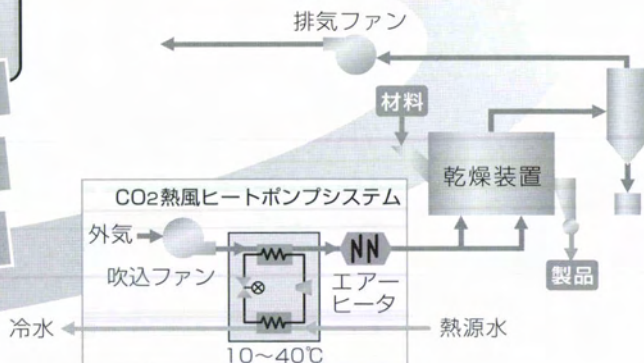 排気ファン
材料
乾燥装置
CO2熱風ヒートポンプシステム
外気
吹込ファン
エアー
ヒータ
製品
冷水
熱源水
10～40℃